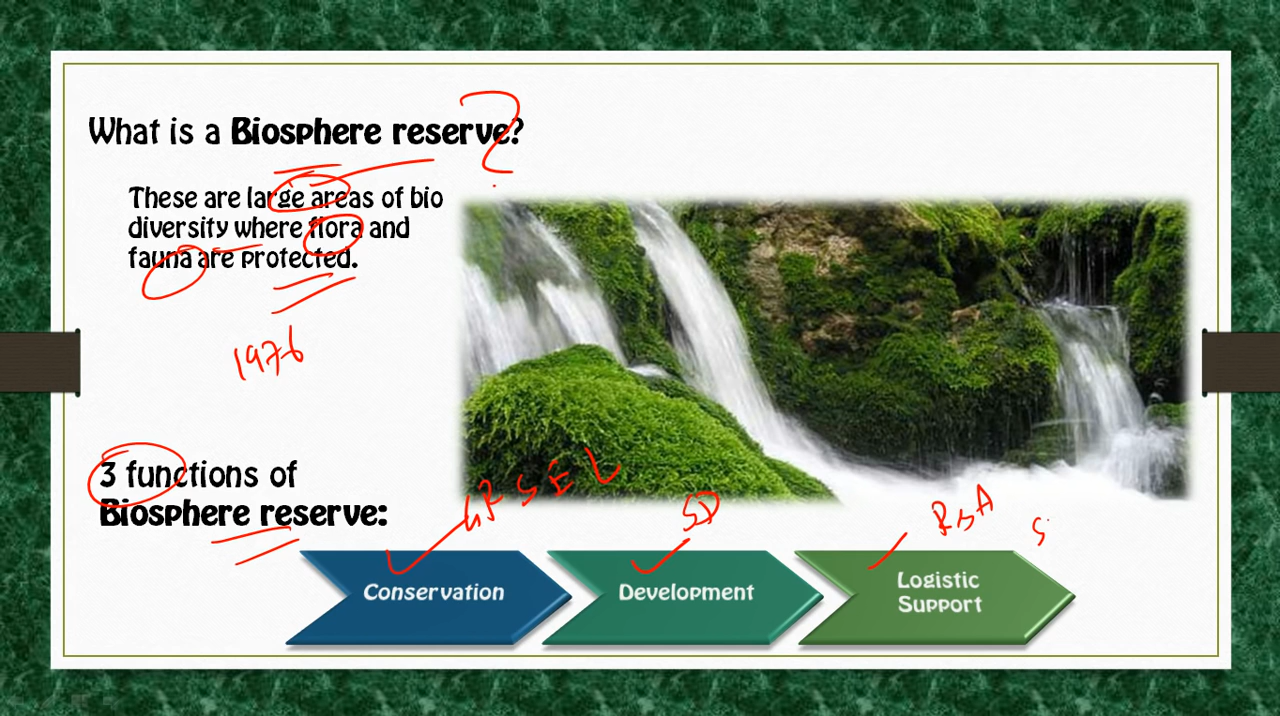 What is a Biosphere reserve?
These are large areas of bio
diversity where flora and
fauna are protected.
1976
3 functions of
Biosphere reserve:
S E L
SD
Conservation
Development
Logistic
Support